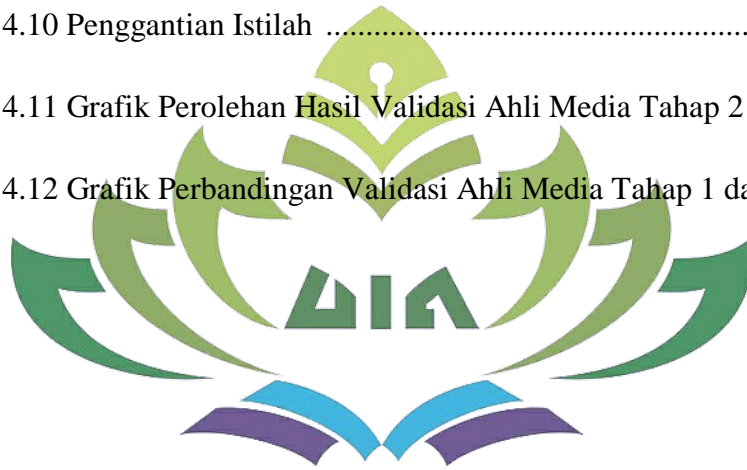 4.10 Penggantian Istilah ....................................................
4.11 Grafik Perolehan Hasil Validasi Ahli Media Tahap 2
4.12 Grafik Perbandingan Validasi Ahli Media Tahap 1 da
UIN